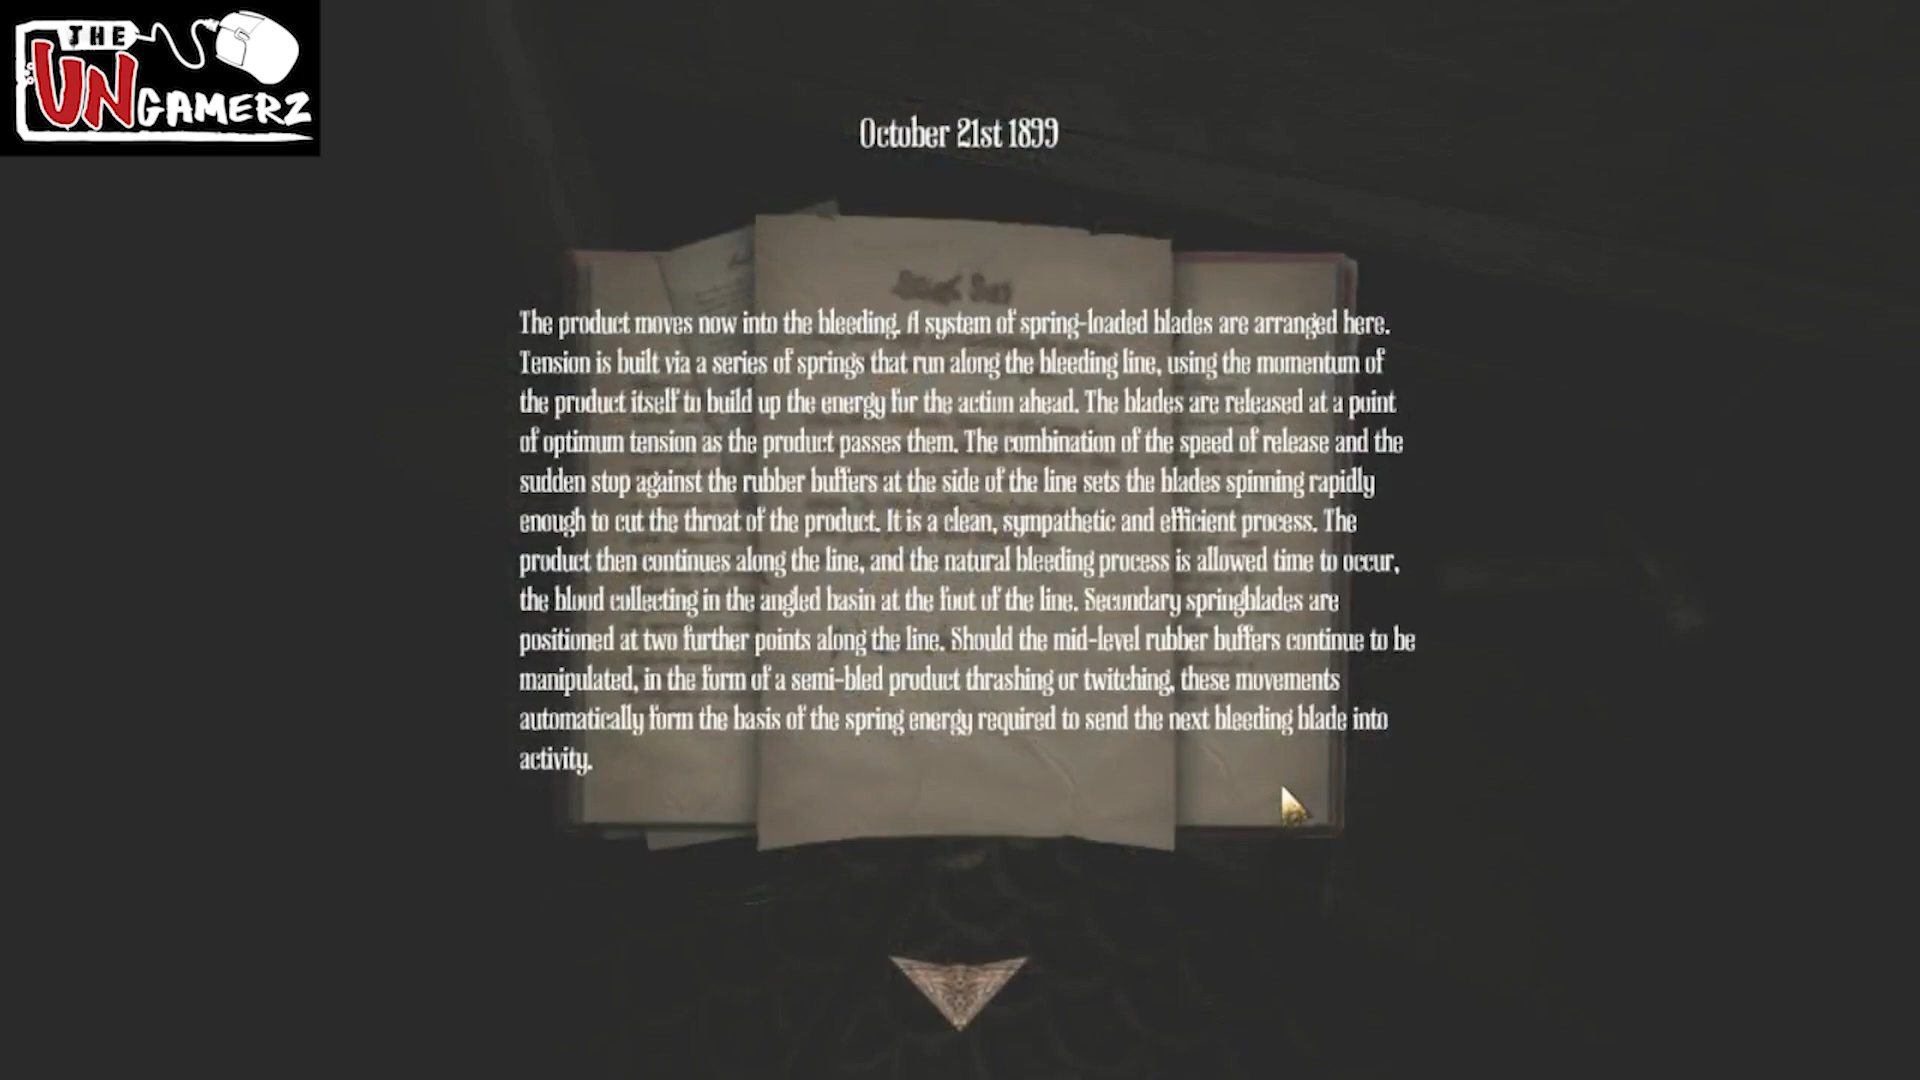 THE
UNGAMERZ
October 21st 1899
The product moves now into the bleeding. A system of spring-loaded blades are arranged here.
Tension is built via a series of springs that run along the bleeding line, using the momentum of
the product itself to build up the energy for the action ahead. The blades are released at a point
of optimum tension as the product passes them. The combination of the speed of release and the
sudden stop against the rubber buffers at the side of the line sets the blades spinning rapidly
enough to cut the throat of the product. It is a clean, sympathetic and efficient process. The
product then continues along the line, and the natural bleeding process is allowed time to occur,
the blood collecting in the angled basin at the foot of the line. Secondary springblades are
positioned at two further points along the line. Should the mid-level rubber buffers continue to be
manipulated, in the form of a semi-bled product thrashing or twitching, these movements
automatically form the basis of the spring energy required to send the next bleeding blade into
activity.